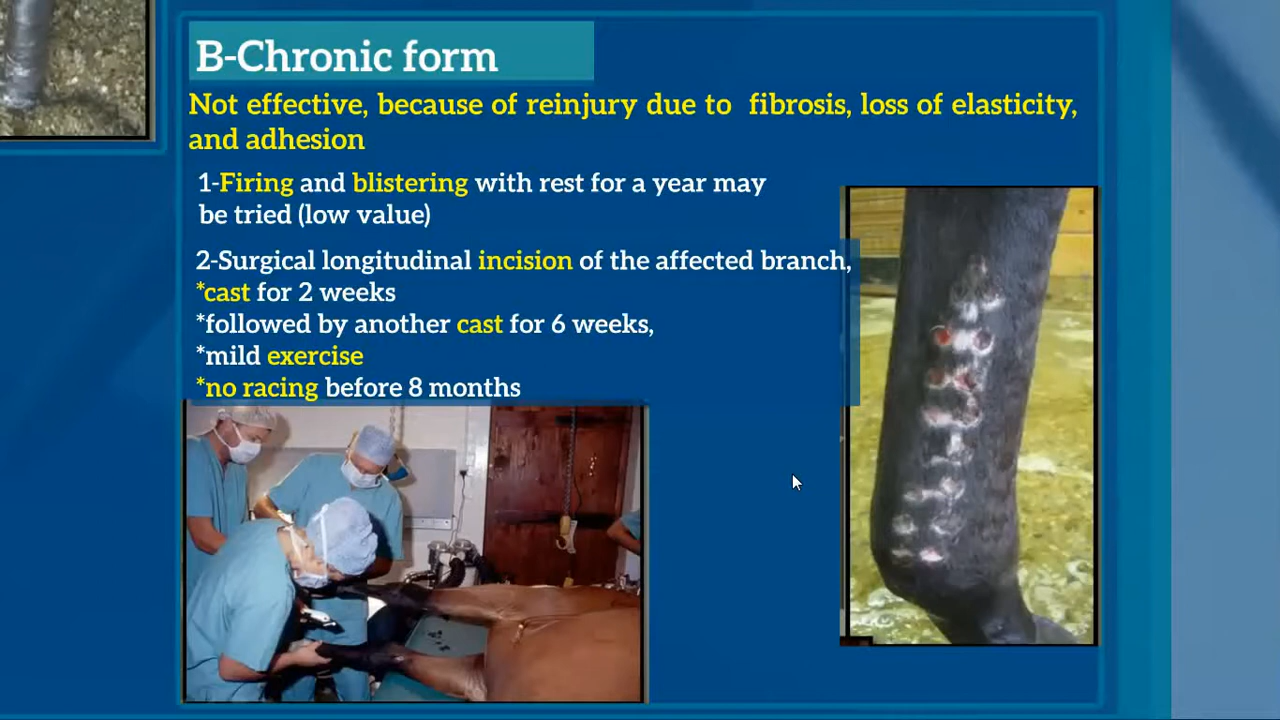 B-Chronic form
Not effective, because of reinjury due to fibrosis, loss of elasticity,
and adhesion
1-Firing and blistering with rest for a year may
be tried (low value)
2-Surgical longitudinal incision of the affected branch,
*cast for 2 weeks
*followed by another cast for 6 weeks,
*mild exercise
*no racing before 8 months